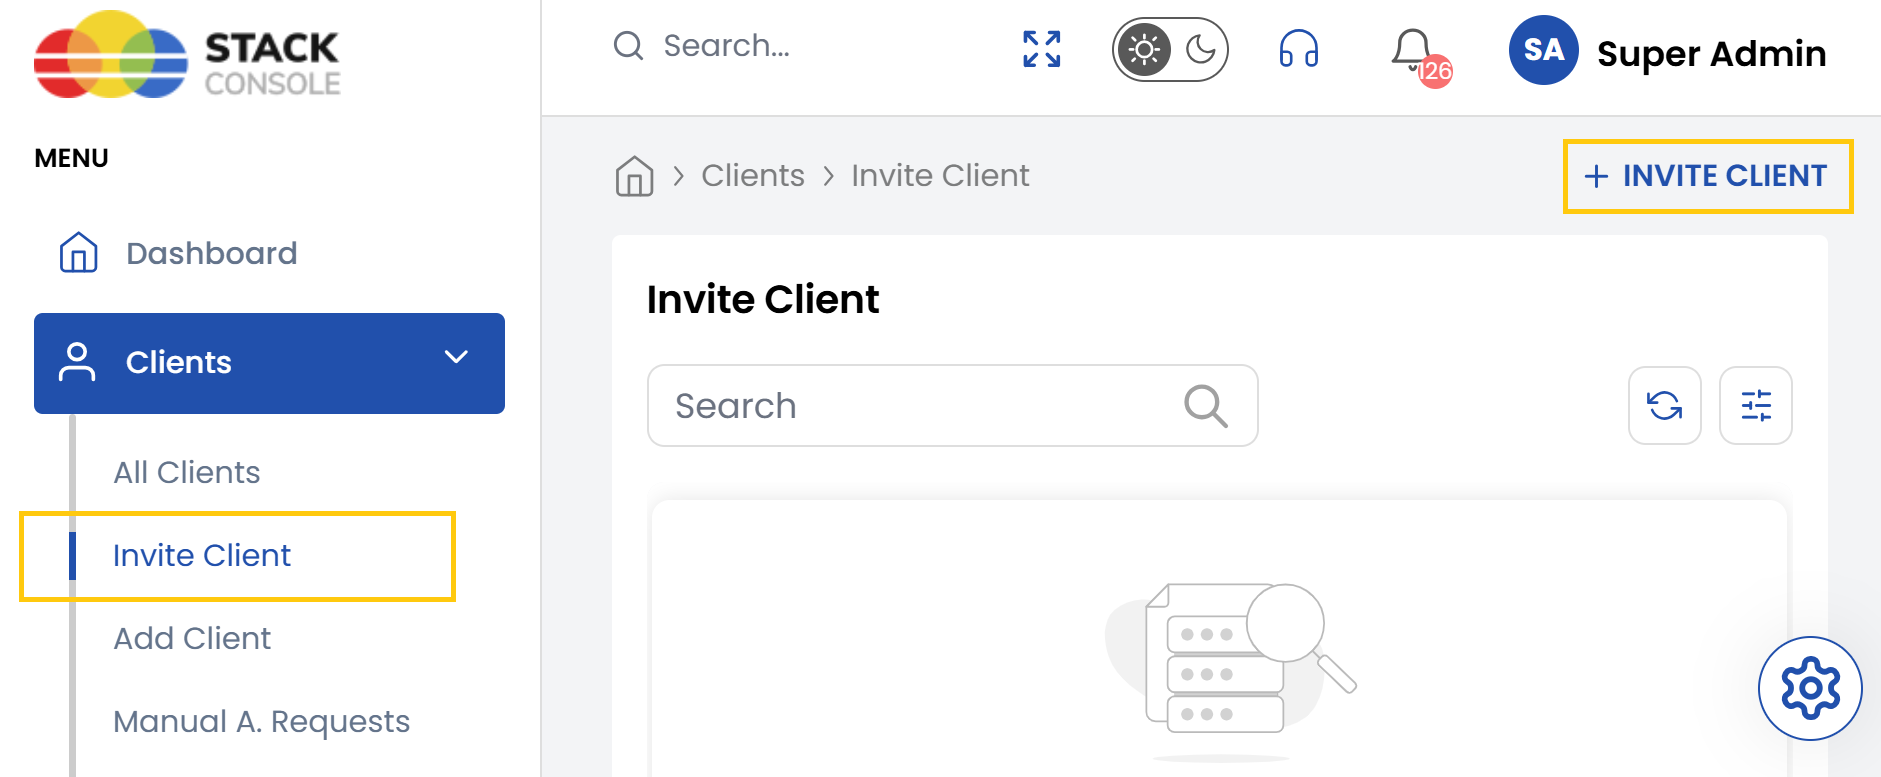 STACK
CONSOLE
Search...
126
SA
Super Admin
MENU
Clients
Invite Client
+ INVITE CLIENT
Dashboard
Clients
All Clients
Invite Client
Add Client
Manual A. Requests
Invite Client
Search